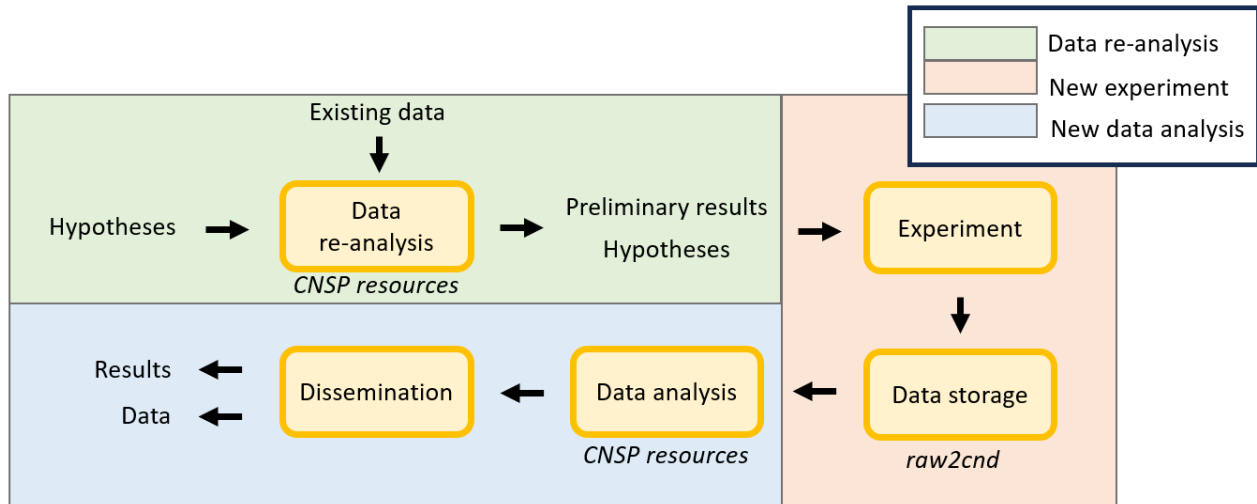 Data re-analysis
New experiment
New data analysis
Existing data
Hypotheses
Data
re-analysis
CNSP resources
Preliminary results
Hypotheses
Experiment
Results
Data
Dissemination
Data analysis
CNSP resources
Data storage
raw2cnd